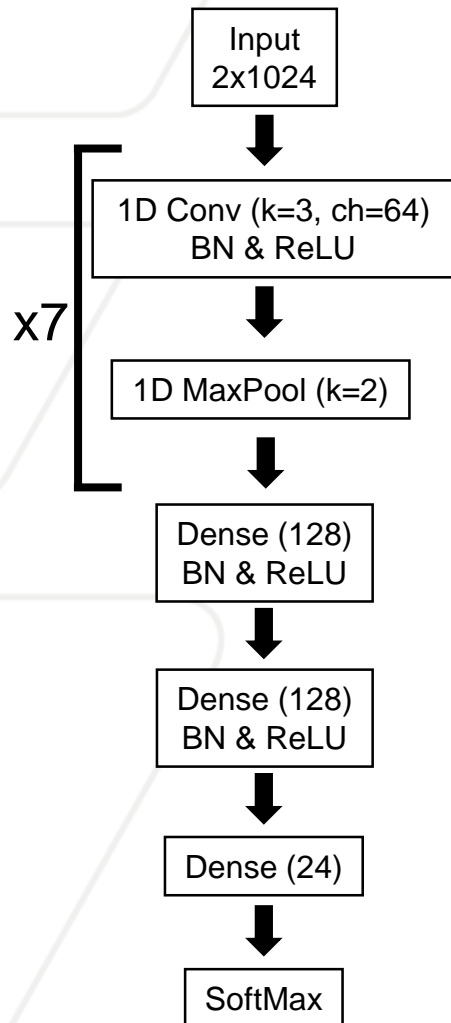 Input
2x1024
1D Conv (k=3, ch=64)
BN & ReLU
x7
1D MaxPool (k=2)
Dense (128)
BN & ReLU
Dense (128)
BN & ReLU
Dense (24)
SoftMax